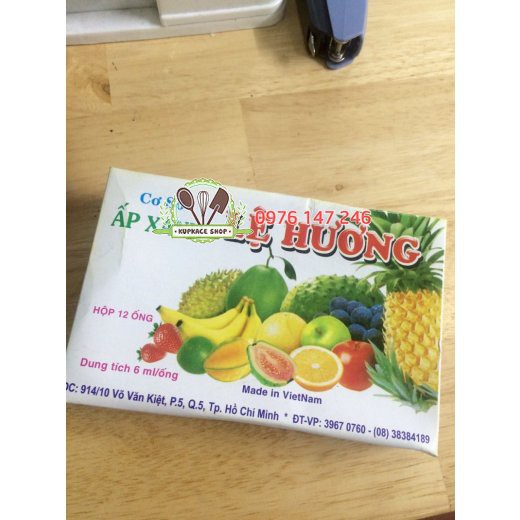 Cơ S
ẤP X
LỆ HƯƠNG
KUPKACE SHOP
0976 147 246
HỘP 12 ỐNG
Dung tích 6 ml/ống
Made in VietNam
ĐC: 914/10 Võ Văn Kiệt, P.5, Q.5, Tp. Hồ Chí Minh * ĐT-VP: 3967 0760 - (08) 38384189